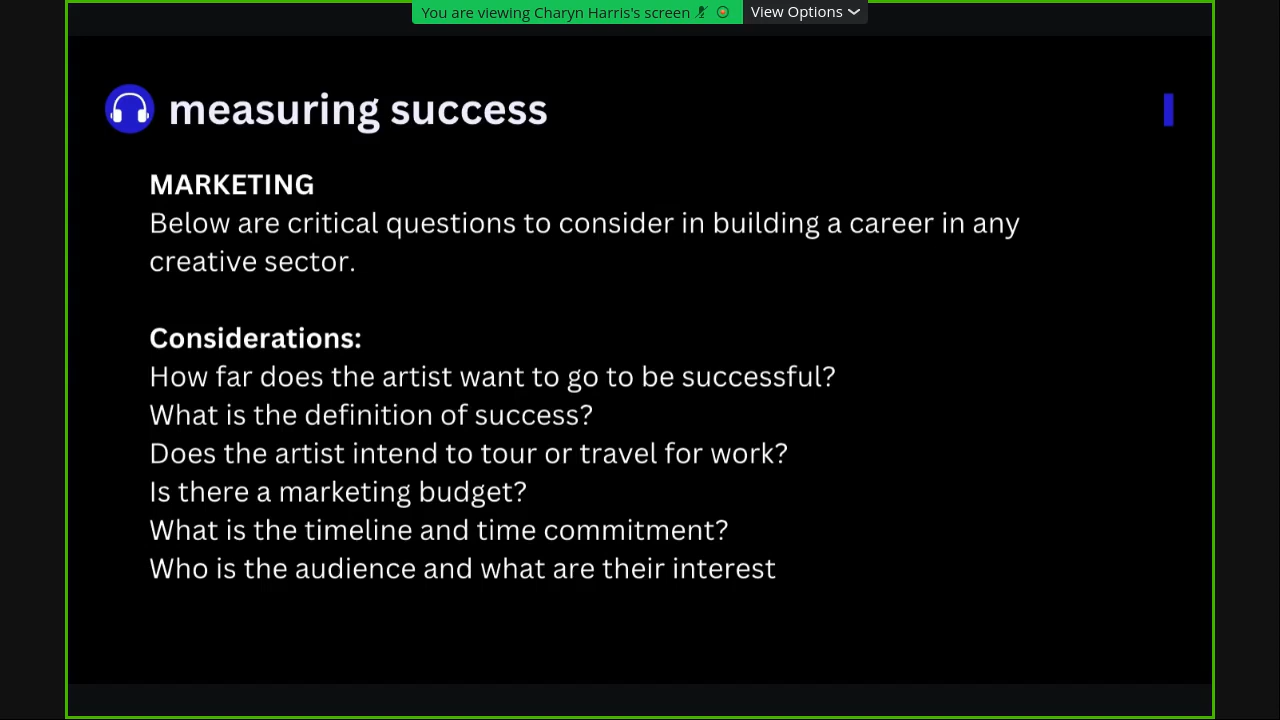 You are viewing Charyn Harris's screen
View Options
measuring success
MARKETING
Below are critical questions to consider in building a career in any
creative sector.
Considerations:
How far does the artist want to go to be successful?
What is the definition of success?
Does the artist intend to tour or travel for work?
Is there a marketing budget?
What is the timeline and time commitment?
Who is the audience and what are their interest